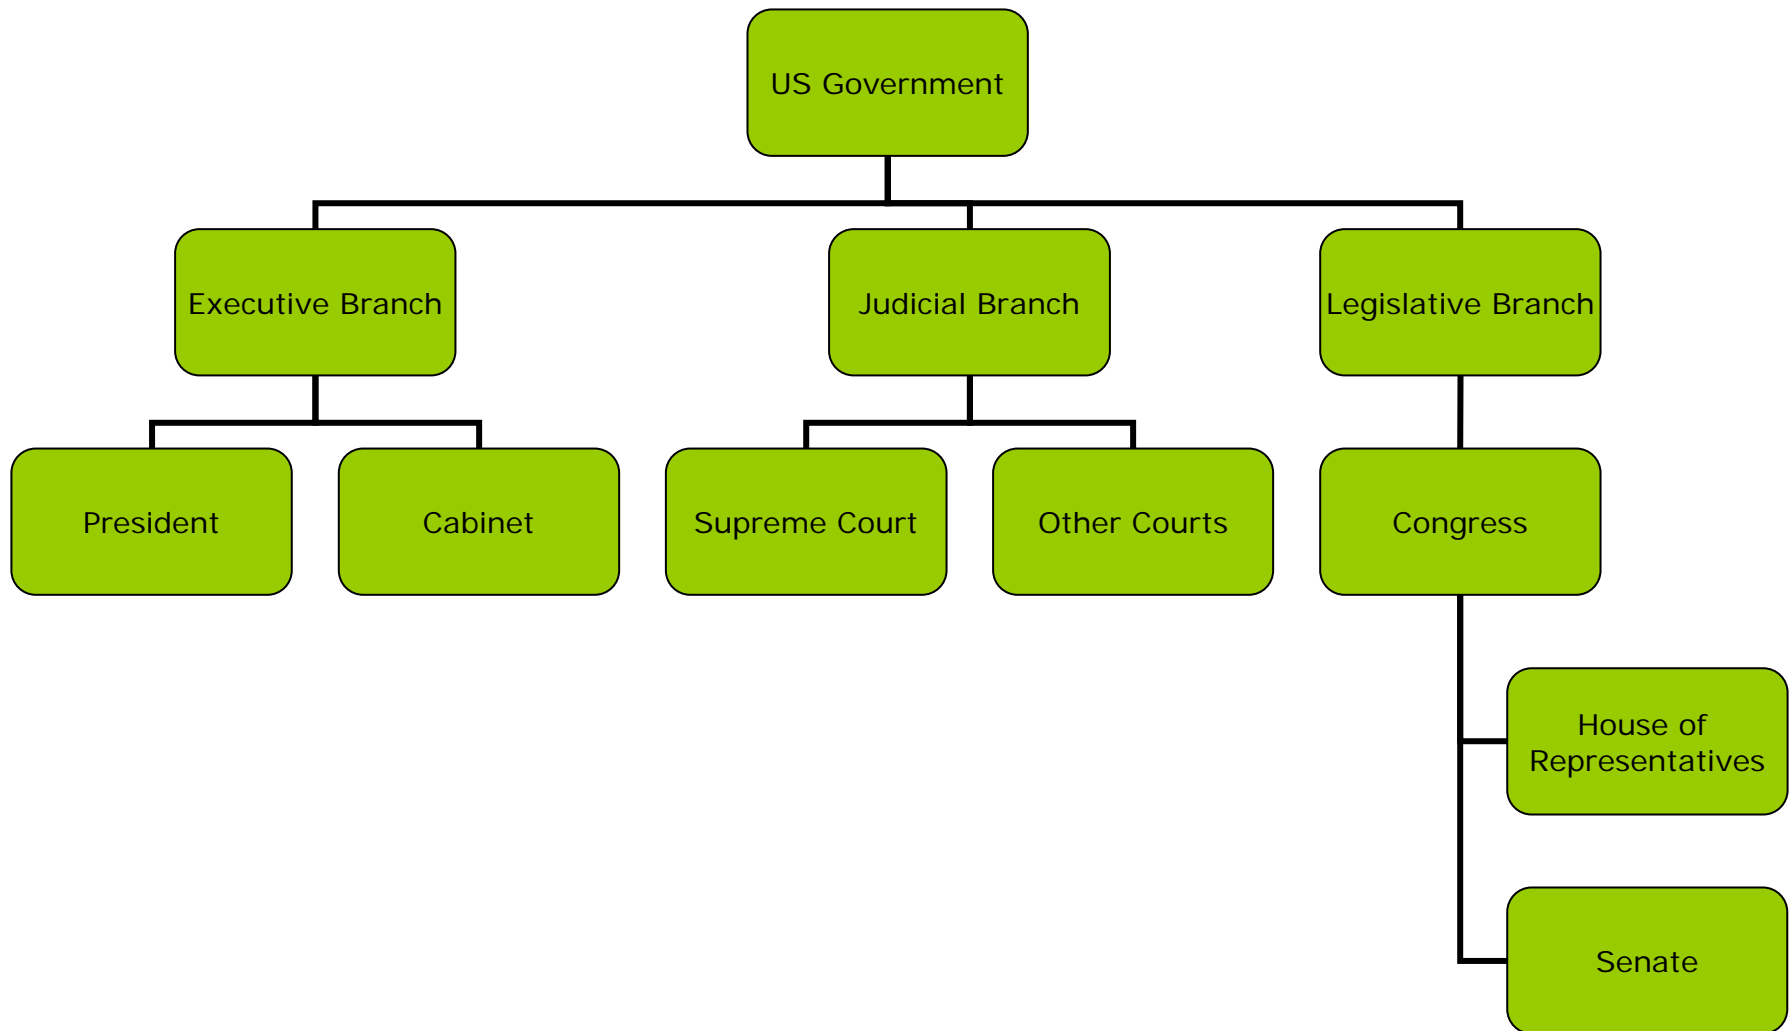 US Government
Executive Branch
Judicial Branch
Legislative Branch
President
Cabinet
Supreme Court
Other Courts
Congress
House of
Representatives
Senate